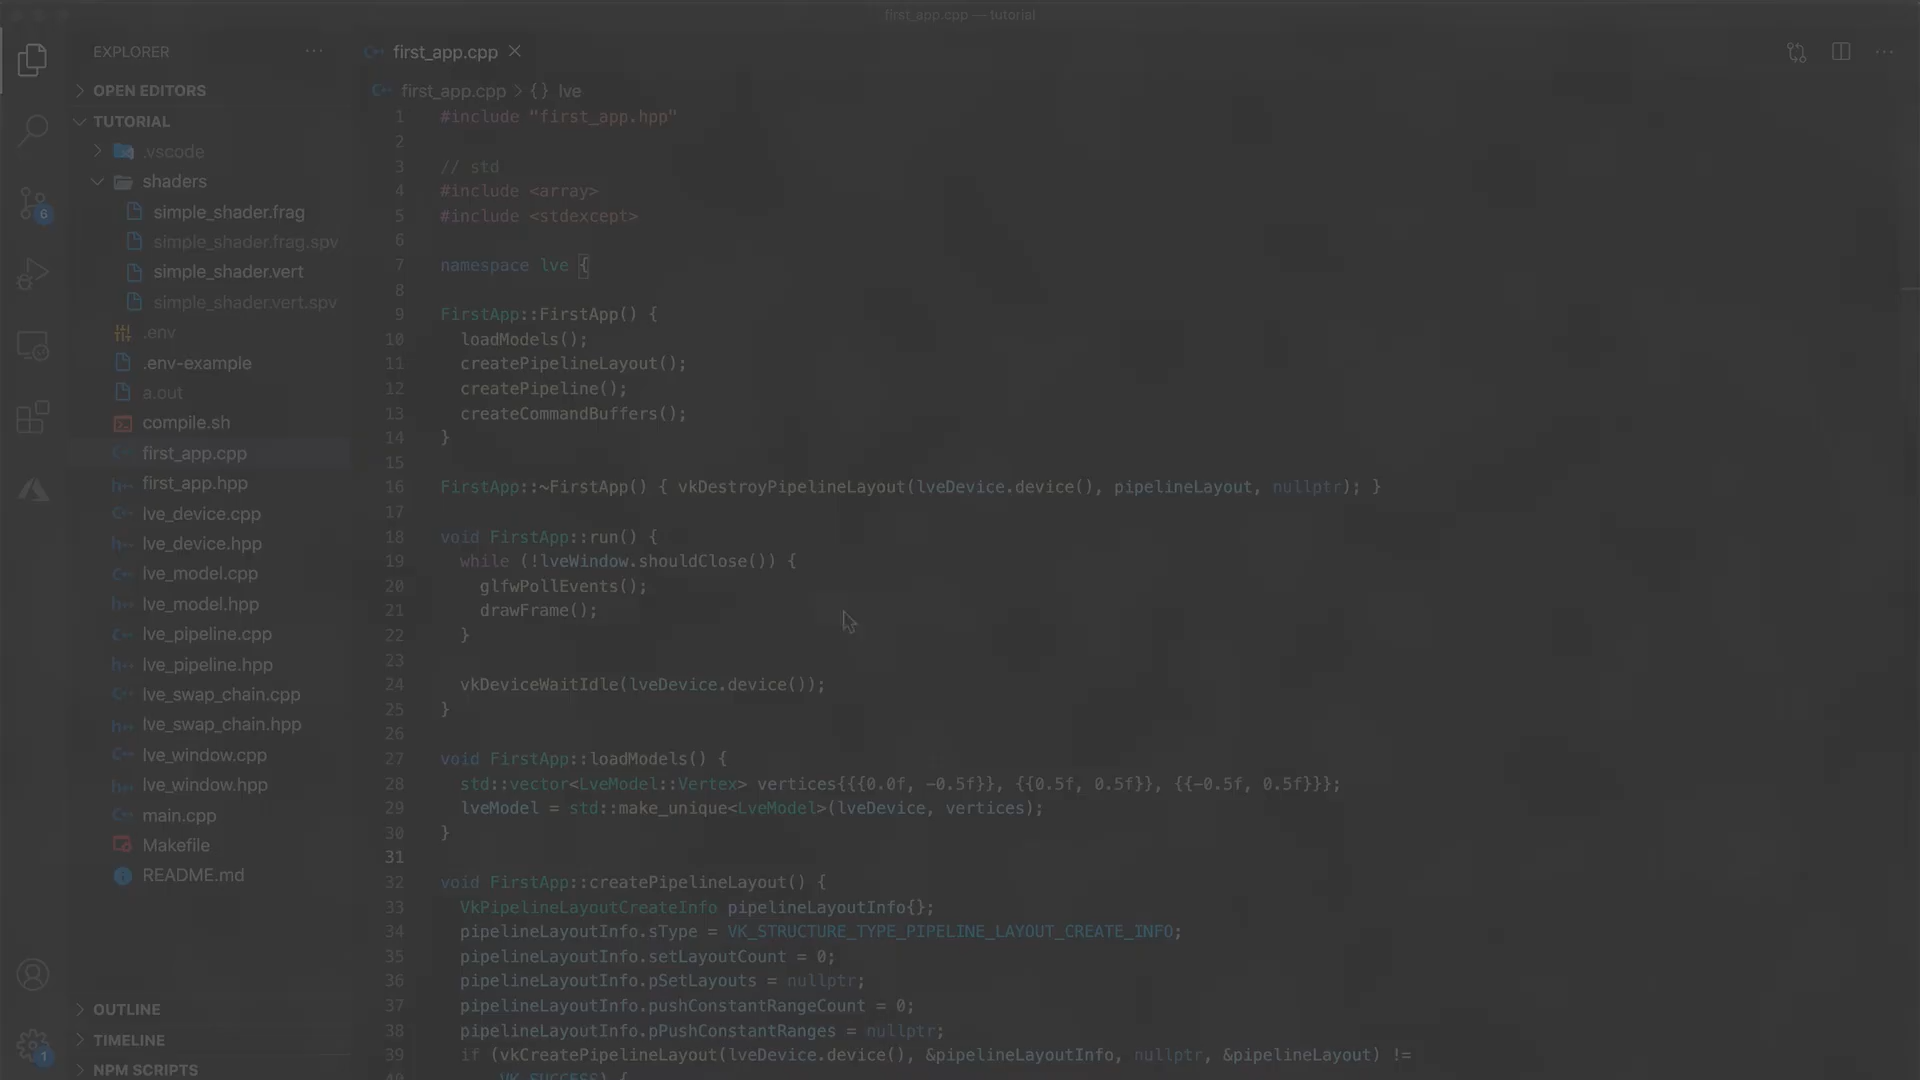 first_app.cpp — tutorial
EXPLORER
OPEN EDITORS
TUTORIAL
.vscode
shaders
simple_shader.frag
simple_shader.frag.spv
simple_shader.vert
simple_shader.vert.spv
.env
.env-example
a.out
compile.sh
first_app.cpp
first_app.hpp
lve_device.cpp
lve_device.hpp
lve_model.cpp
lve_model.hpp
lve_pipeline.cpp
lve_pipeline.hpp
lve_swap_chain.cpp
lve_swap_chain.hpp
lve_window.cpp
lve_window.hpp
main.cpp
Makefile
README.md
OUTLINE
TIMELINE
NPM SCRIPTS
6
1
first_app.cpp
first_app.cpp > {} lve
1 #include "first_app.hpp"
2
3 // std
4 #include <array>
5 #include <stdexcept>
6
7 namespace lve {
8
9 FirstApp::FirstApp() {
10 loadModels();
11 createPipelineLayout();
12 createPipeline();
13 createCommandBuffers();
14 }
15
16 FirstApp::~FirstApp() { vkDestroyPipelineLayout(lveDevice.device(), pipelineLayout, nullptr); }
17
18 void FirstApp::run() {
19 while (!lveWindow.shouldClose()) {
20 glfwPollEvents();
21 drawFrame();
22 }
23
24 vkDeviceWaitIdle(lveDevice.device());
25 }
26
27 void FirstApp::loadModels() {
28 std::vector<LveModel::Vertex> vertices{{{0.0f, -0.5f}}, {{0.5f, 0.5f}}, {{-0.5f, 0.5f}}};
29 lveModel = std::make_unique<LveModel>(lveDevice, vertices);
30 }
31
32 void FirstApp::createPipelineLayout() {
33 VkPipelineLayoutCreateInfo pipelineLayoutInfo{};
34 pipelineLayoutInfo.sType = VK_STRUCTURE_TYPE_PIPELINE_LAYOUT_CREATE_INFO;
35 pipelineLayoutInfo.setLayoutCount = 0;
36 pipelineLayoutInfo.pSetLayouts = nullptr;
37 pipelineLayoutInfo.pushConstantRangeCount = 0;
38 pipelineLayoutInfo.pPushConstantRanges = nullptr;
39 if (vkCreatePipelineLayout(lveDevice.device(), &pipelineLayoutInfo, nullptr, &pipelineLayout) !=
40 VK_SUCCESS) {